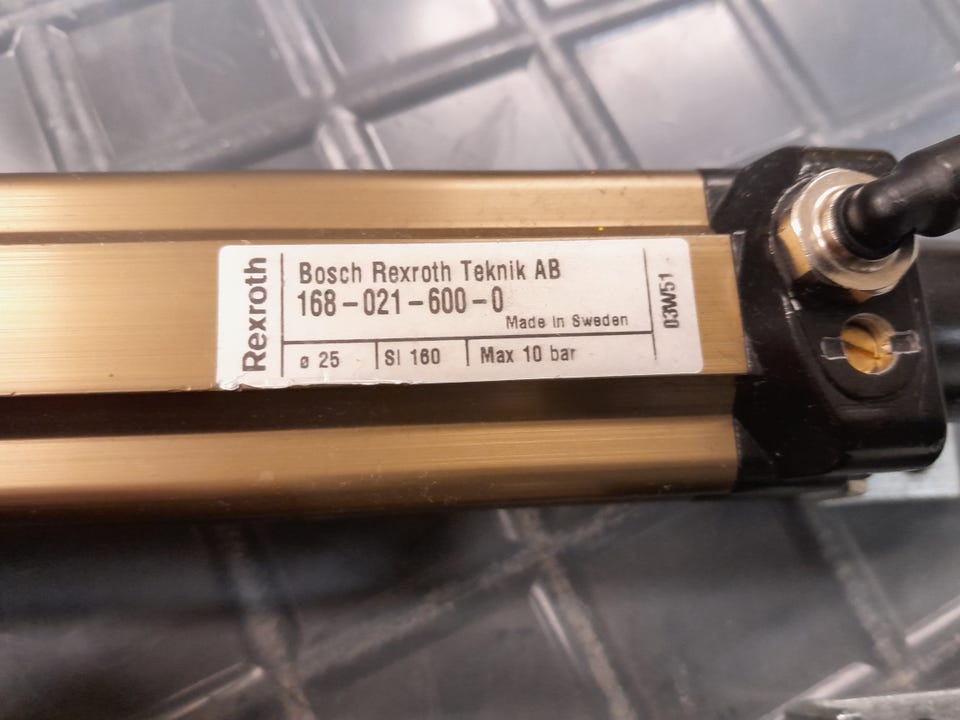 Rexroth
Bosch Rexroth Teknik AB
168-021-600-0
Made in Sweden
ø 25 Sl 160 Max 10 bar
03W51